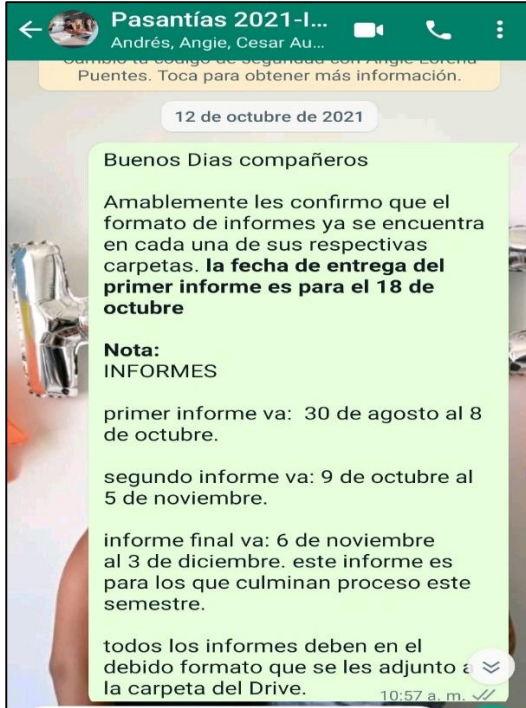 Pasantías 2021-I...
Andrés, Angie, Cesar Au...
Puentes. Toca para obtener más información.
12 de octubre de 2021
Buenos Dias compañeros
Amablemente les confirmo que el
formato de informes ya se encuentra
en cada una de sus respectivas
carpetas. la fecha de entrega del
primer informe es para el 18 de
octubre
Nota:
INFORMES
primer informe va: 30 de agosto al 8
de octubre.
segundo informe va: 9 de octubre al
5 de noviembre.
informe final va: 6 de noviembre
al 3 de diciembre. este informe es
para los que culminan proceso este
semestre.
todos los informes deben en el
debido formato que se les adjunto a
la carpeta del Drive.
10:57 a. m.